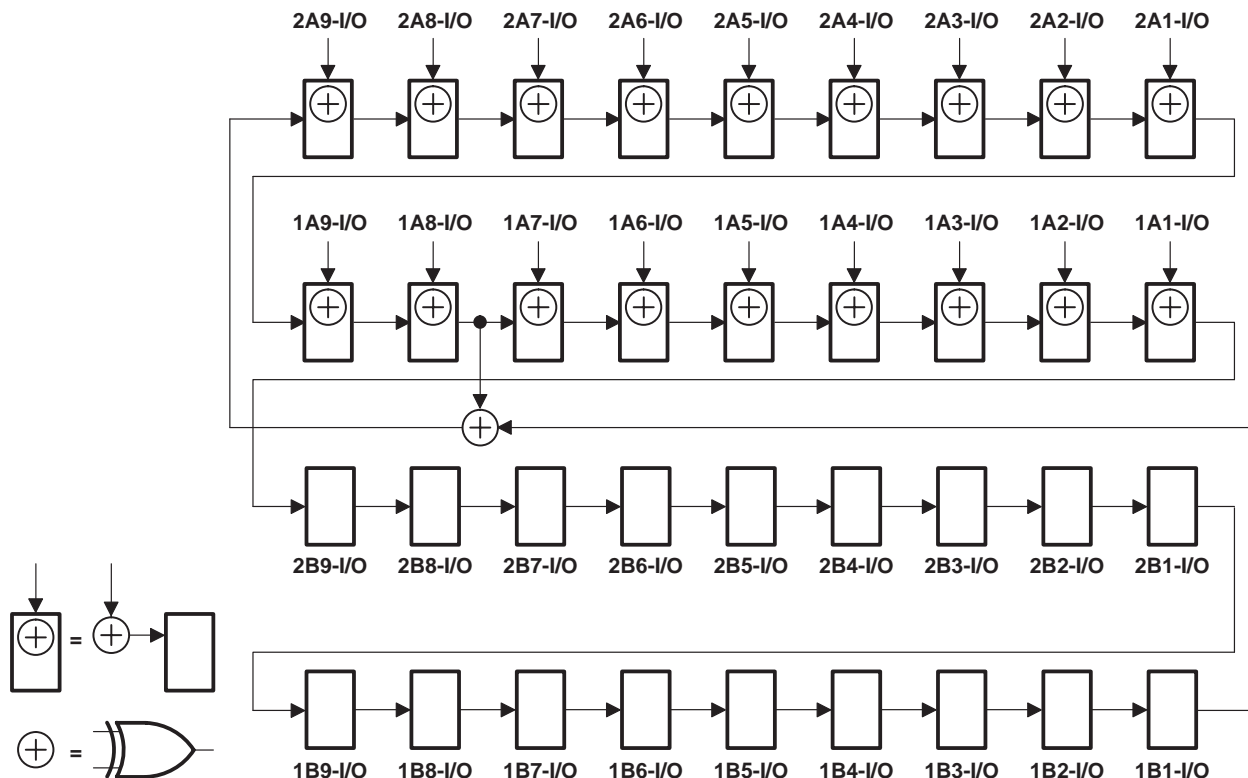 2A9-I/O 2A8-I/O 2A7-I/O 2A6-I/O 2A5-I/O 2A4-I/O 2A3-I/O 2A2-I/O 2A1-I/O
1A9-I/O 1A8-I/O 1A7-I/O 1A6-I/O 1A5-I/O 1A4-I/O 1A3-I/O 1A2-I/O 1A1-I/O
2B9-I/O 2B8-I/O 2B7-I/O 2B6-I/O 2B5-I/O 2B4-I/O 2B3-I/O 2B2-I/O 2B1-I/O
=
=
1B9-I/O 1B8-I/O 1B7-I/O 1B6-I/O 1B5-I/O 1B4-I/O 1B3-I/O 1B2-I/O 1B1-I/O